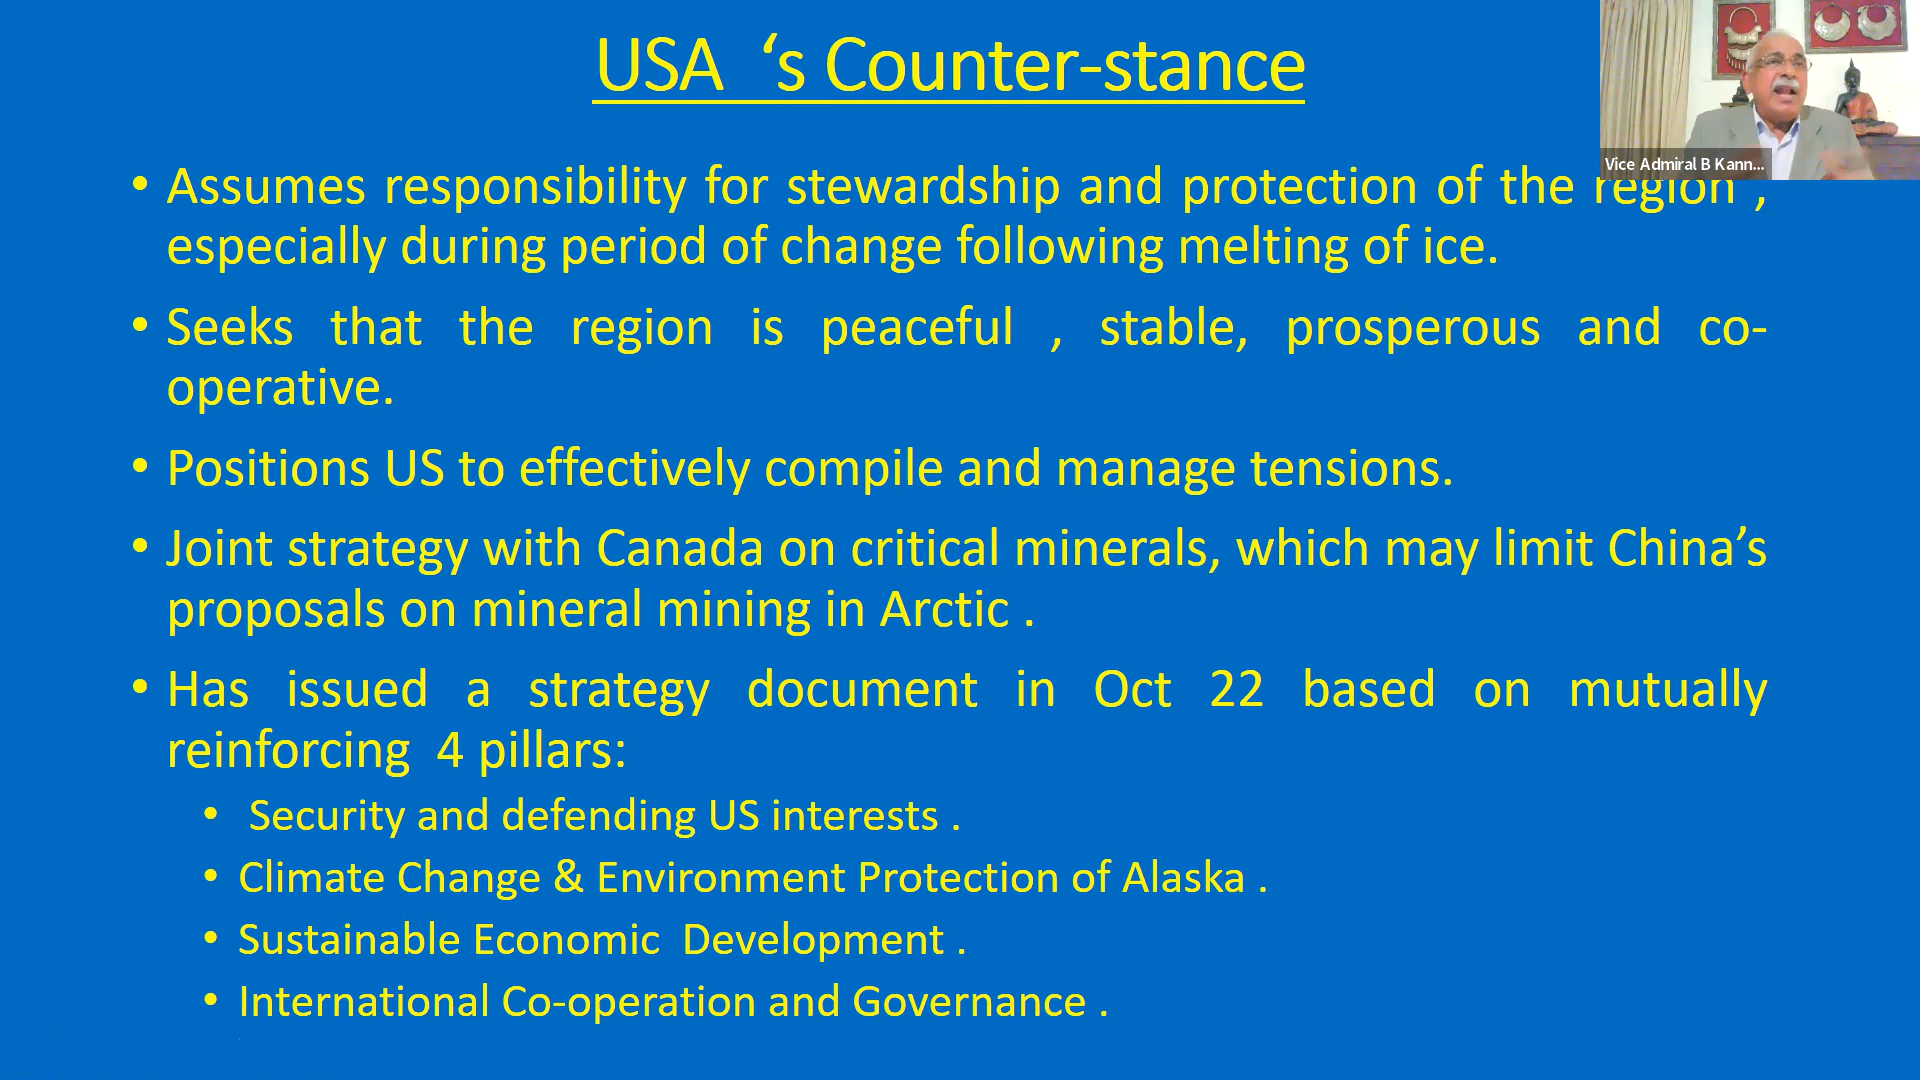 USA ‘s Counter-stance
Vice Admiral B Kann...
• Assumes responsibility for stewardship and protection of the region ,
especially during period of change following melting of ice.
• Seeks that the region is peaceful , stable, prosperous and co-
operative.
• Positions US to effectively compile and manage tensions.
• Joint strategy with Canada on critical minerals, which may limit China’s
proposals on mineral mining in Arctic .
• Has issued a strategy document in Oct 22 based on mutually
reinforcing 4 pillars:
• Security and defending US interests .
• Climate Change & Environment Protection of Alaska .
• Sustainable Economic Development .
• International Co-operation and Governance .